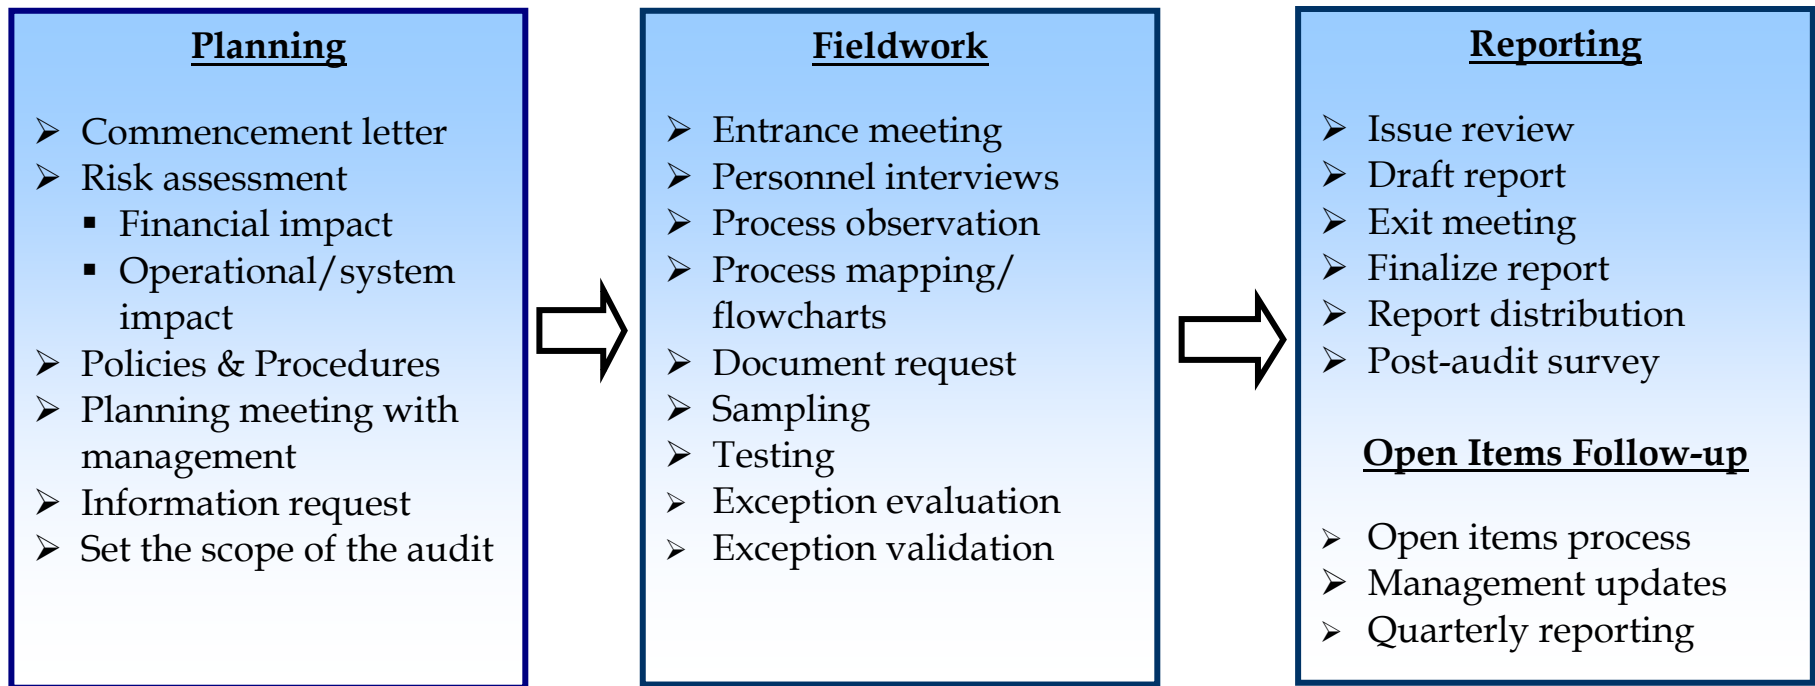 Planning
➢ Commencement letter
➢ Risk assessment
▪ Financial impact
▪ Operational/system
impact
➢ Policies & Procedures
➢ Planning meeting with
management
➢ Information request
➢ Set the scope of the audit
Fieldwork
➢ Entrance meeting
➢ Personnel interviews
➢ Process observation
➢ Process mapping/
flowcharts
➢ Document request
➢ Sampling
➢ Testing
➢ Exception evaluation
➢ Exception validation
Reporting
➢ Issue review
➢ Draft report
➢ Exit meeting
➢ Finalize report
➢ Report distribution
➢ Post-audit survey
Open Items Follow-up
➢ Open items process
➢ Management updates
➢ Quarterly reporting